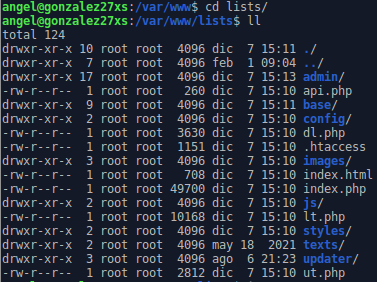 angel@gonzalez27xs:/var/www$ cd lists/
angel@gonzalez27xs:/var/www/lists$ ll
total 124
drwxr-xr-x 10 root root  4096 dic  7 15:11 ./
drwxr-xr-x  7 root root  4096 feb  1 09:04 ../
drwxr-xr-x 17 root root  4096 dic  7 15:13 admin/
-rw-r--r--  1 root root   260 dic  7 15:10 api.php
drwxr-xr-x  9 root root  4096 dic  7 15:11 base/
drwxr-xr-x  2 root root  4096 dic  7 15:10 config/
-rw-r--r--  1 root root  3630 dic  7 15:10 dl.php
-rw-r--r--  1 root root  1151 dic  7 15:10 .htaccess
drwxr-xr-x  3 root root  4096 dic  7 15:10 images/
-rw-r--r--  1 root root   708 dic  7 15:10 index.html
-rw-r--r--  1 root root 49700 dic  7 15:10 index.php
drwxr-xr-x  2 root root  4096 dic  7 15:10 js/
-rw-r--r--  1 root root 10168 dic  7 15:10 lt.php
drwxr-xr-x  2 root root  4096 dic  7 15:10 styles/
drwxr-xr-x  2 root root  4096 may 18  2021 texts/
drwxr-xr-x  3 root root  4096 ago  6 21:23 updater/
-rw-r--r--  1 root root  2812 dic  7 15:10 ut.php